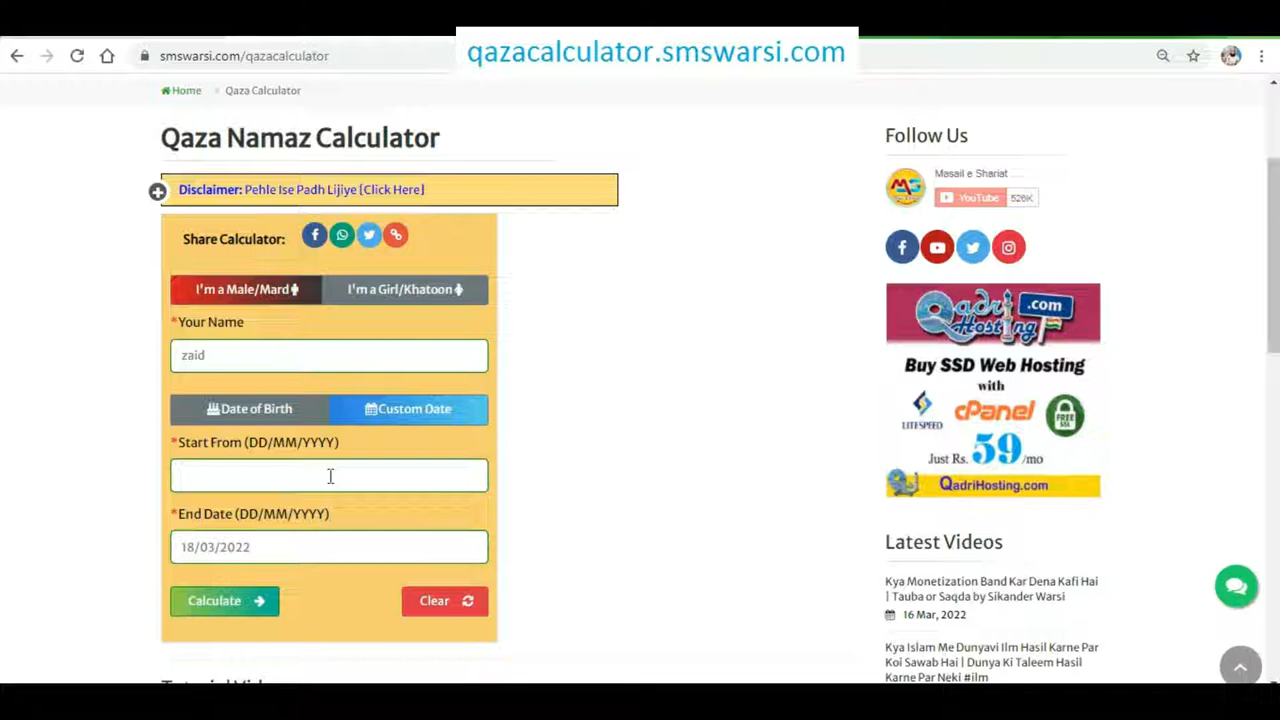 qazacalculator.smswarsi.com
smswarsi.com/qazacalculator
Home
Qaza Calculator
Qaza Namaz Calculator
Disclaimer: Pehle Ise Padh Lijiye [Click Here]
Share Calculator:
I'm a Male/Mard
I'm a Girl/Khatoon
*Your Name
zaid
Date of Birth
Custom Date
*Start From (DD/MM/YYYY)
*End Date (DD/MM/YYYY)
18/03/2022
Calculate
Clear
Follow Us
Masail e Shariat
YouTube
526K
Qadri
.com
Hosting
Buy SSD Web Hosting
with
LITESPEED
cPanel
FREE
SSL
Just Rs. 59/mo
QadriHosting.com
Latest Videos
Kya Monetization Band Kar Dena Kafi Hai
| Tauba or Saqda by Sikander Warsi
16 Mar, 2022
Kya Islam Me Dunyavi Ilm Hasil Karne Par
Koi Sawab Hai | Dunya Ki Taleem Hasil
Karne Par Neki #ilm